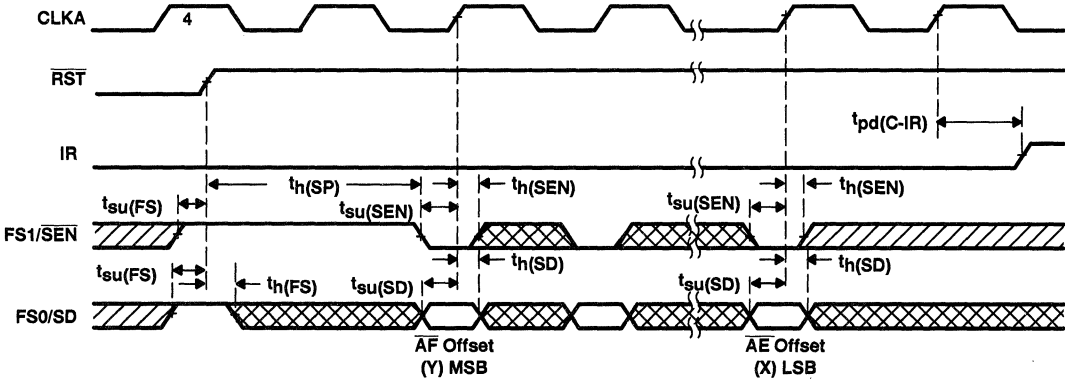 CLKA
4
RST
tpd(C-IR)
IR
th(SP)
th(SEN)
th(SEN)
tsu(FS)
tsu(SEN)
tsu(SEN)
FS1/SEN
tsu(FS)
th(FS)
tsu(SD)
th(SD)
tsu(SD)
th(SD)
FS0/SD
AF Offset
(Y) MSB
AE Offset
(X) LSB